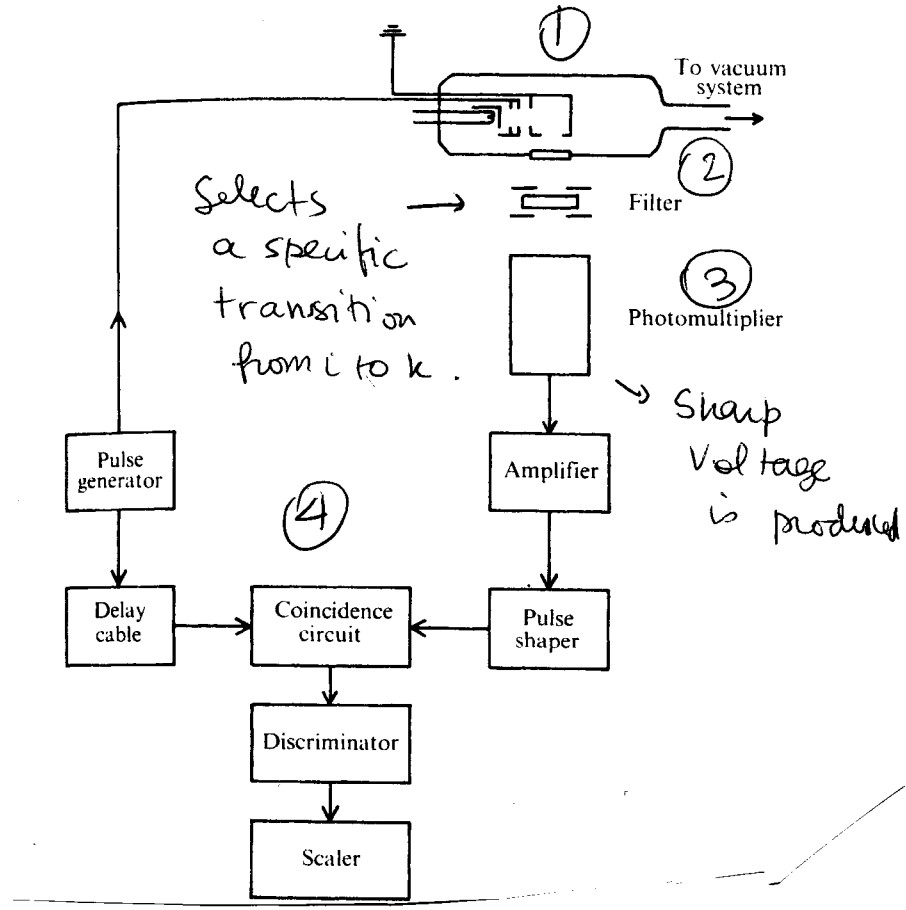 1
To vacuum
system
2
Selects
a specific
transition
from i to k.
Filter
3
Photomultiplier
Sharp
Voltage
is produced
Pulse
generator
Amplifier
4
Delay
cable
Coincidence
circuit
Pulse
shaper
Discriminator
Scaler